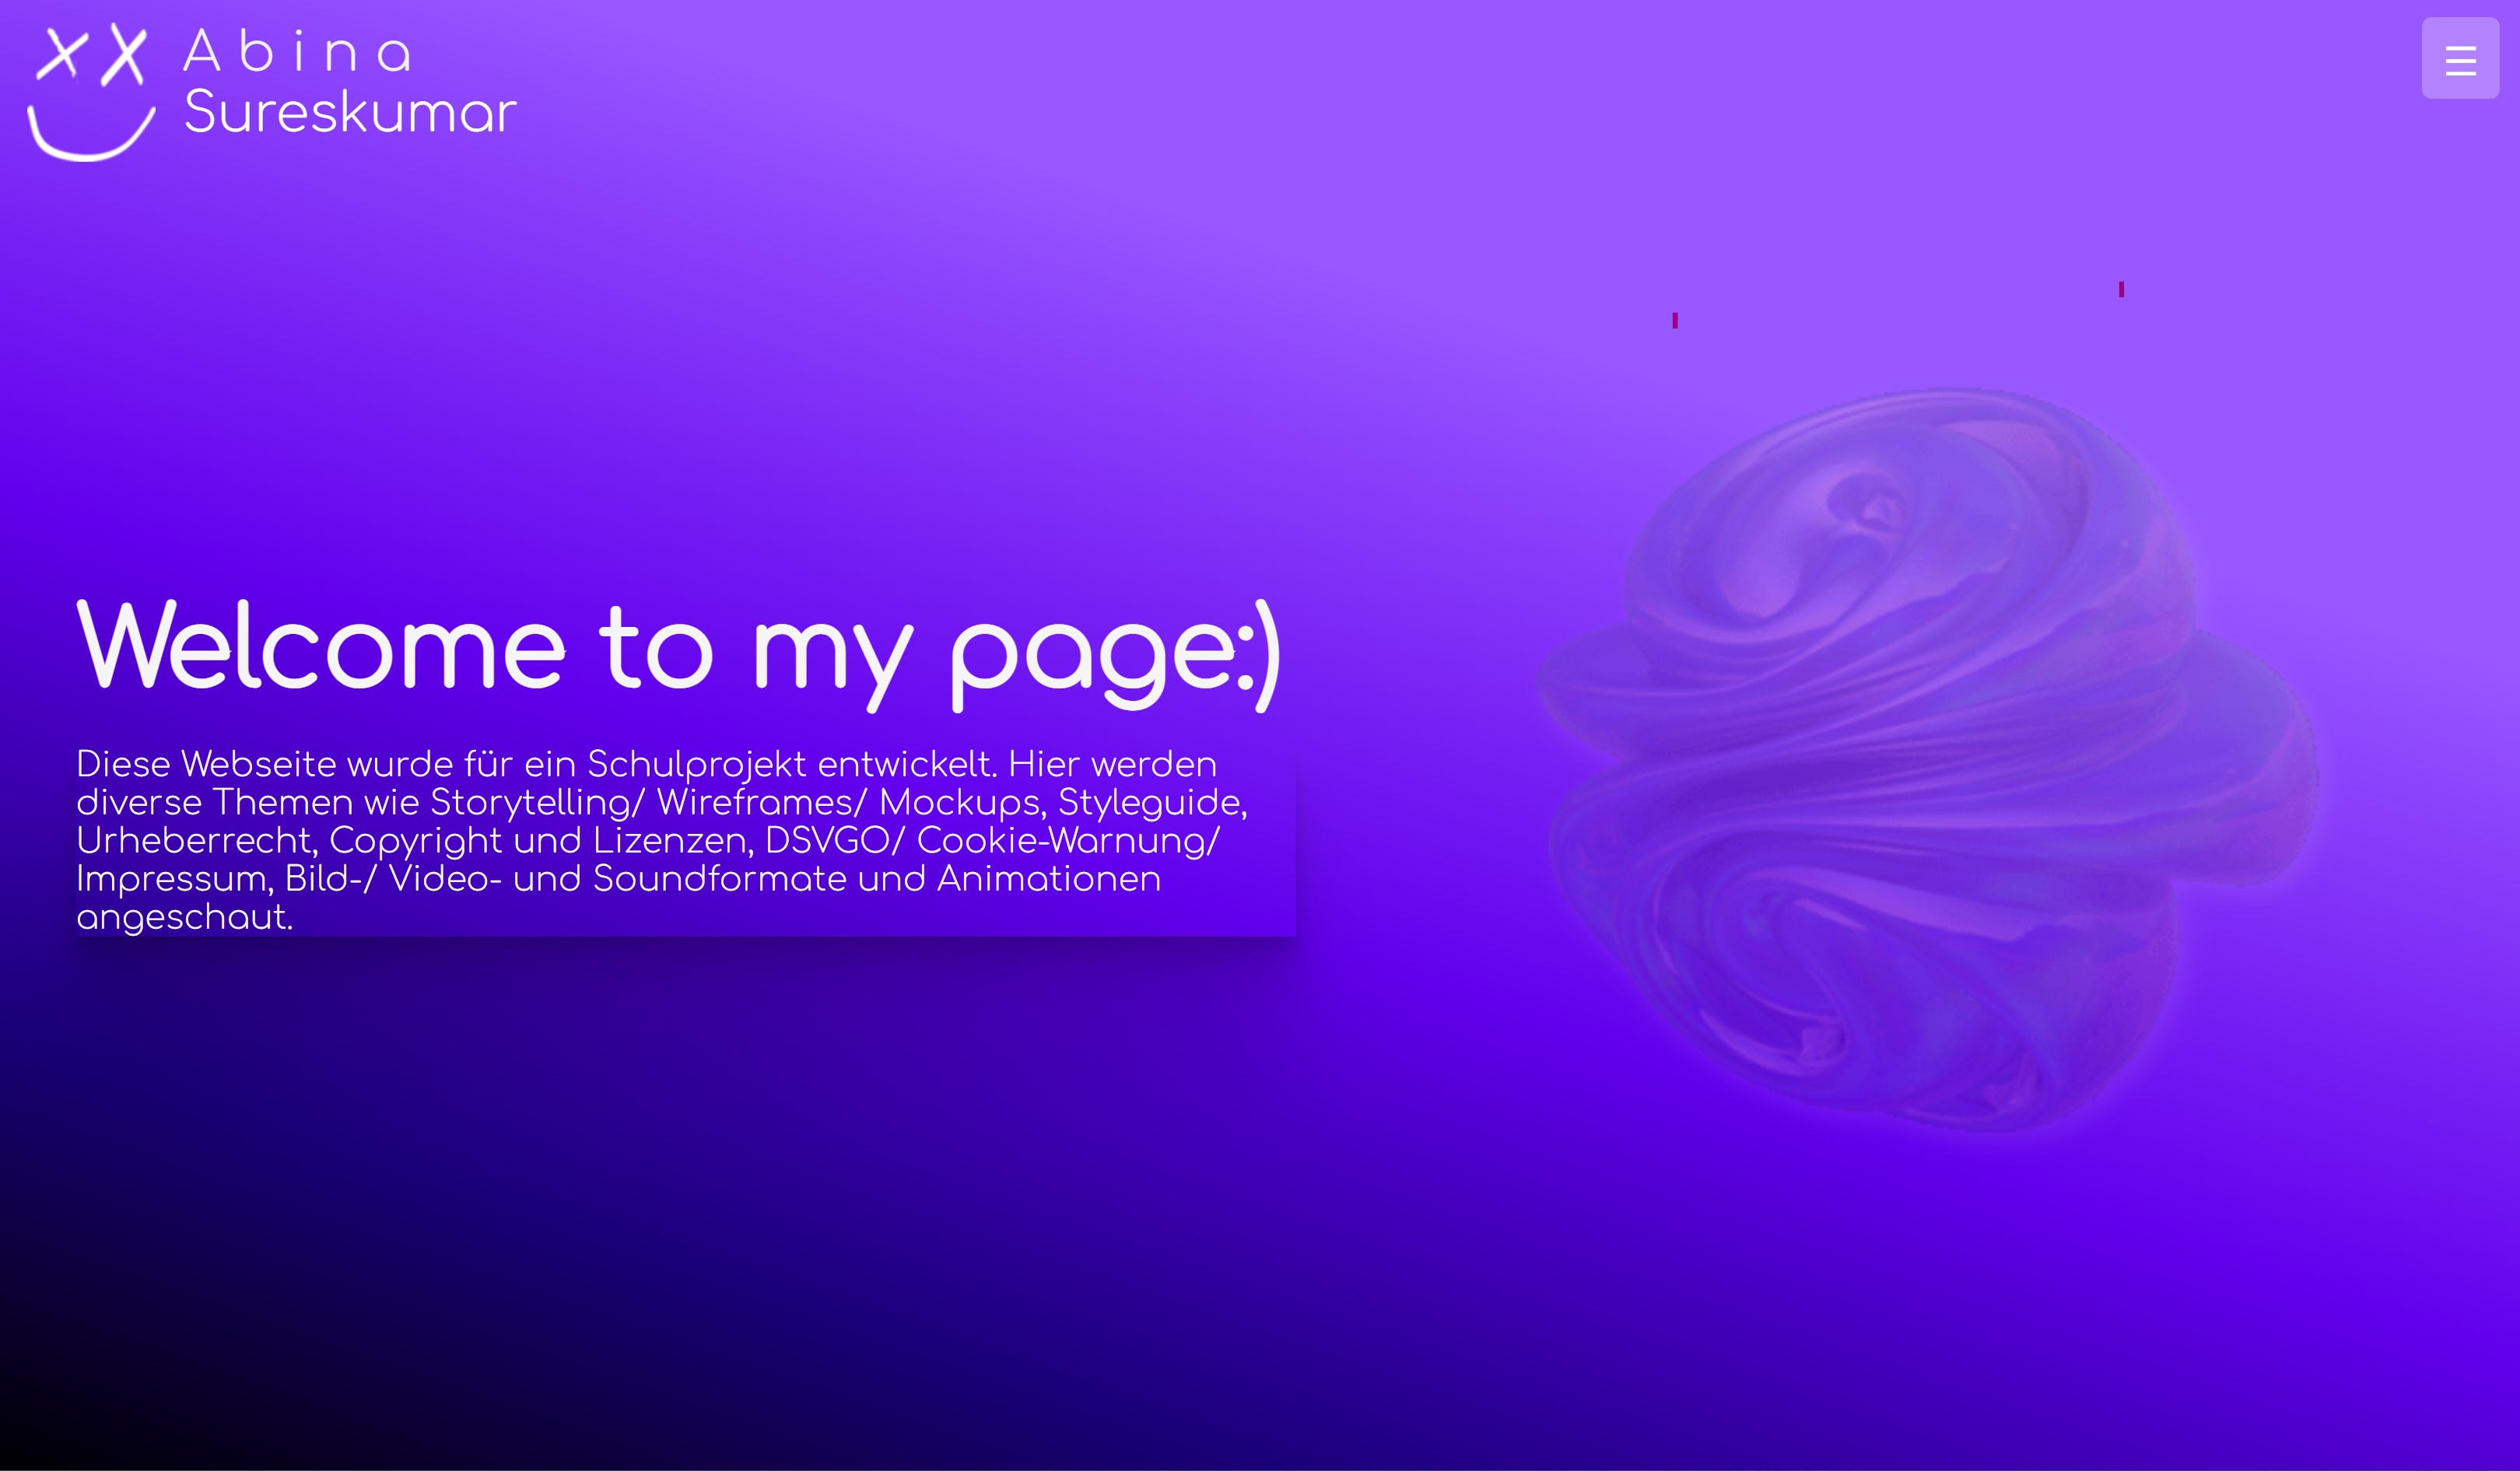 Abina
Sureskumar
Welcome to my page:)
Diese Webseite wurde für ein Schulprojekt entwickelt. Hier werden
diverse Themen wie Storytelling/ Wireframes/ Mockups, Styleguide,
Urheberrecht, Copyright und Lizenzen, DSVGO/ Cookie-Warnung/
Impressum, Bild-/ Video- und Soundformate und Animationen
angeschaut.